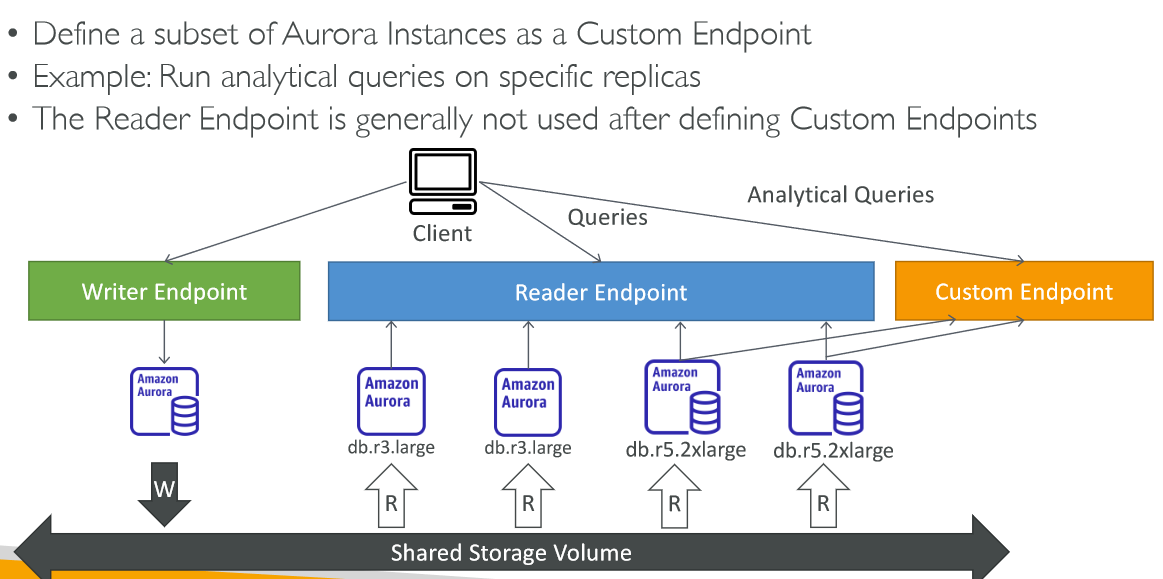 • Define a subset of Aurora Instances as a Custom Endpoint
• Example: Run analytical queries on specific replicas
• The Reader Endpoint is generally not used after defining Custom Endpoints
Analytical Queries
Queries
Client
Writer Endpoint
Reader Endpoint
Custom Endpoint
Amazon
Aurora
Amazon
Aurora
db.r3.large
Amazon
Aurora
db.r3.large
Amazon
Aurora
db.r5.2xlarge
Amazon
Aurora
db.r5.2xlarge
W
R
R
R
R
Shared Storage Volume